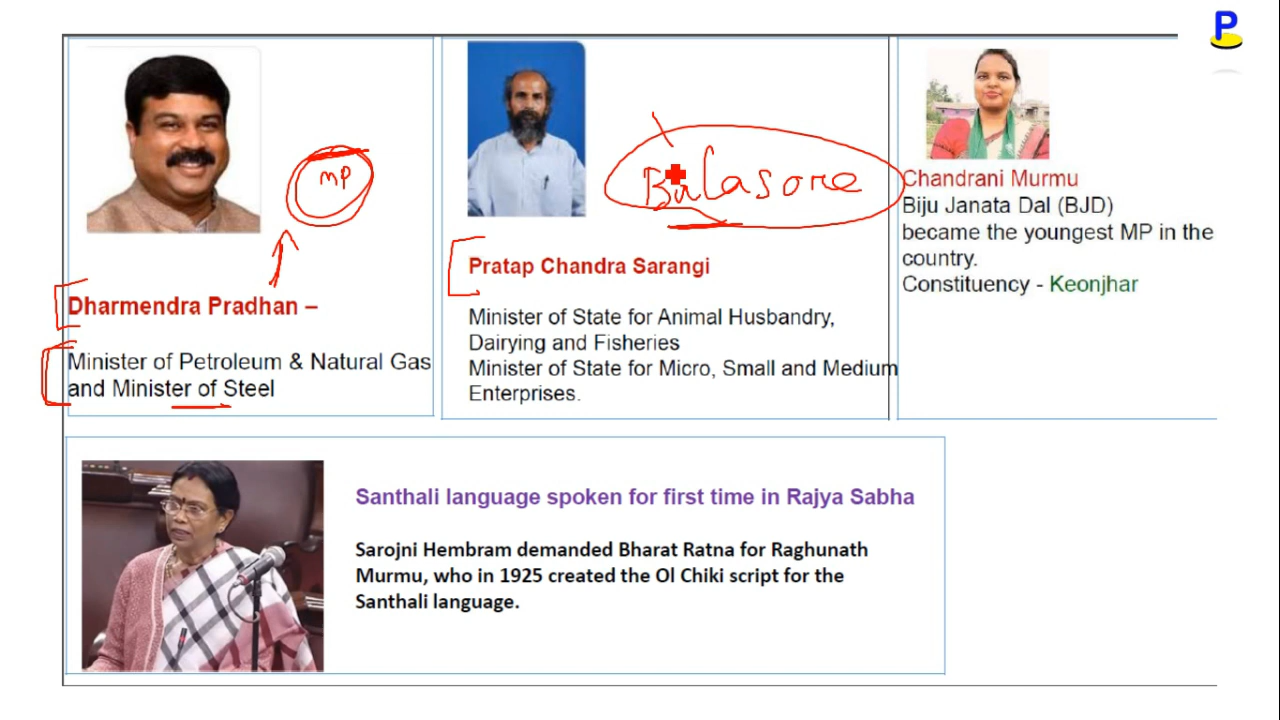 P
MP
Dharmendra Pradhan –
Minister of Petroleum & Natural Gas
and Minister of Steel
Balasore
Pratap Chandra Sarangi
Minister of State for Animal Husbandry,
Dairying and Fisheries
Minister of State for Micro, Small and Medium
Enterprises.
Chandrani Murmu
Biju Janata Dal (BJD)
became the youngest MP in the
country.
Constituency - Keonjhar
Santhali language spoken for first time in Rajya Sabha
Sarojni Hembram demanded Bharat Ratna for Raghunath
Murmu, who in 1925 created the Ol Chiki script for the
Santhali language.